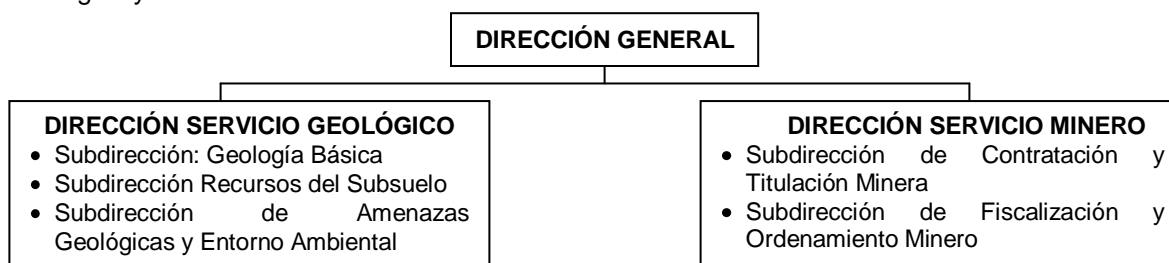 DIRECCIÓN GENERAL
DIRECCIÓN SERVICIO GEOLÓGICO
• Subdirección: Geología Básica
• Subdirección Recursos del Subsuelo
• Subdirección de Amenazas
Geológicas y Entorno Ambiental
DIRECCIÓN SERVICIO MINERO
• Subdirección de Contratación y
Titulación Minera
• Subdirección de Fiscalización y
Ordenamiento Minero